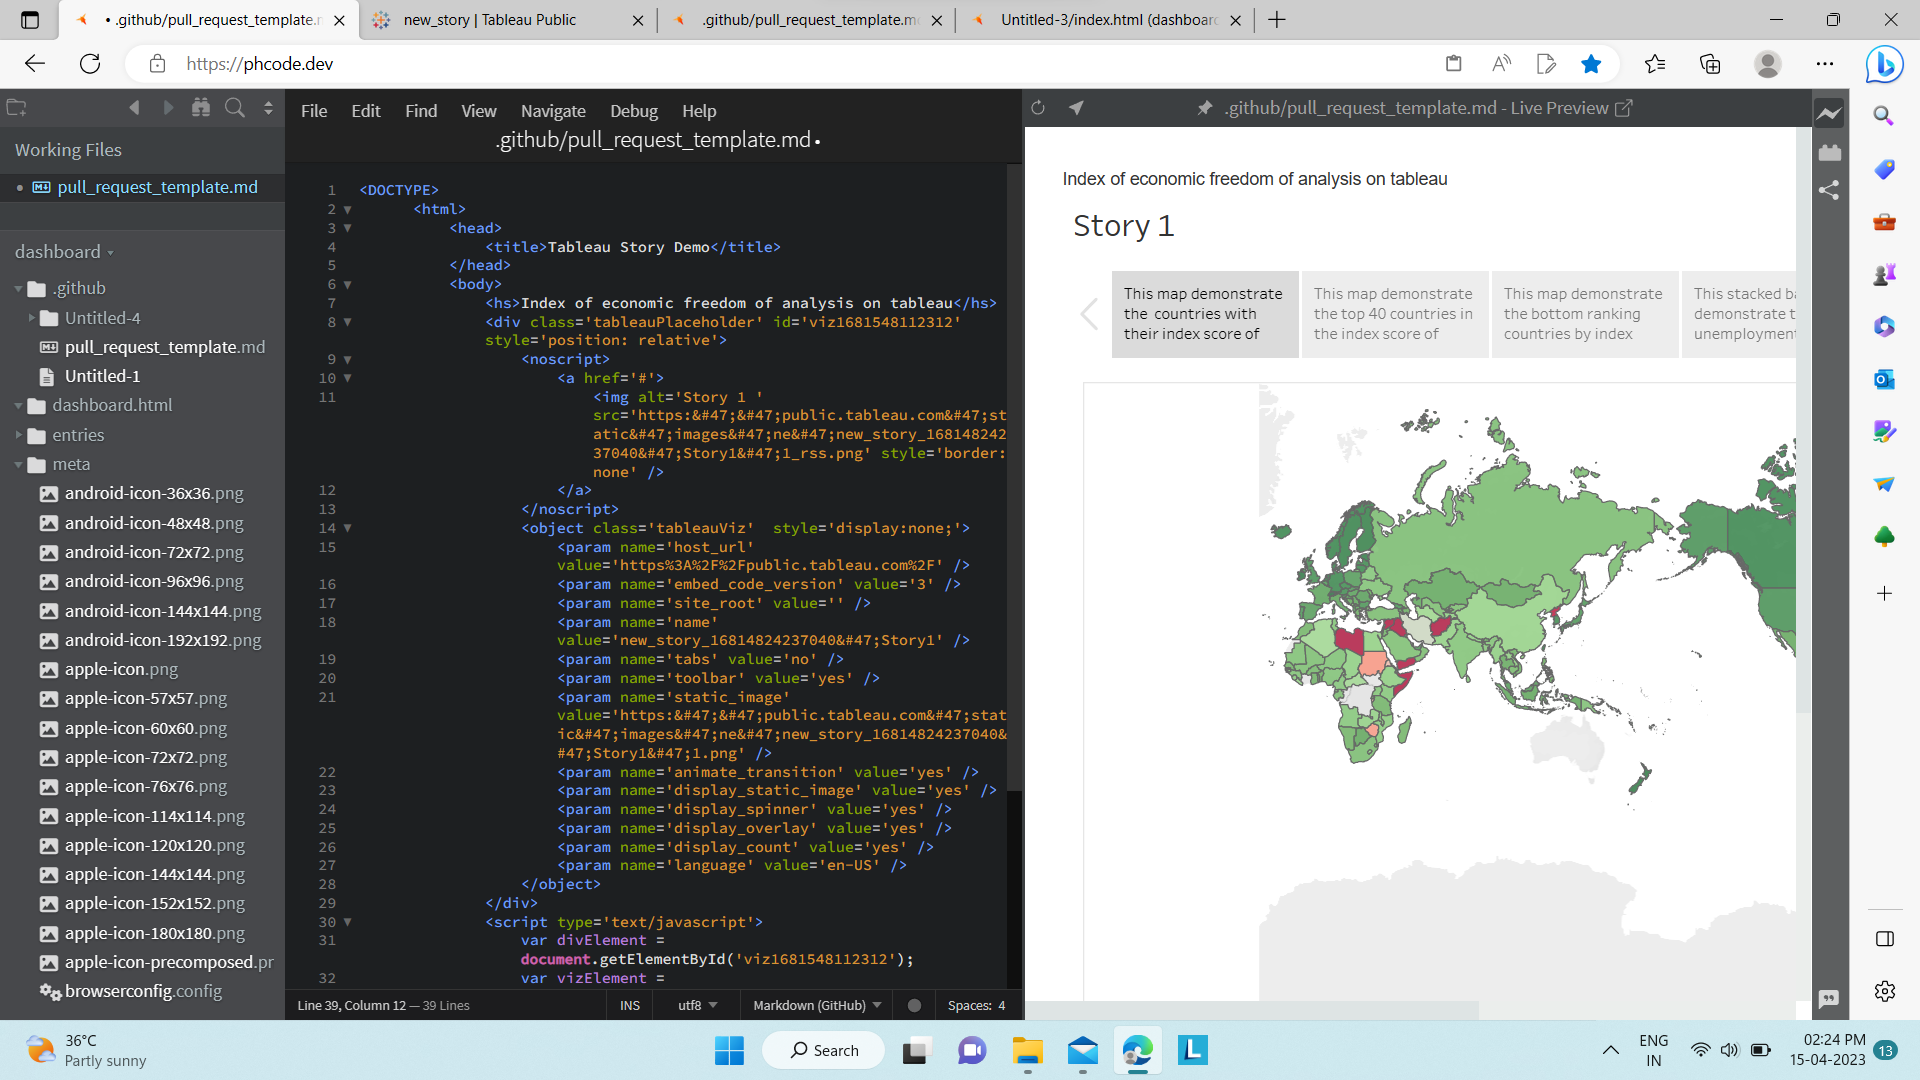 • .github/pull_request_template.m
new_story | Tableau Public
.github/pull_request_template.md
Untitled-3/index.html (dashboard
https://phcode.dev
Working Files
• pull_request_template.md
dashboard
.github
Untitled-4
pull_request_template.md
Untitled-1
dashboard.html
entries
meta
android-icon-36x36.png
android-icon-48x48.png
android-icon-72x72.png
android-icon-96x96.png
android-icon-144x144.png
android-icon-192x192.png
apple-icon.png
apple-icon-57x57.png
apple-icon-60x60.png
apple-icon-72x72.png
apple-icon-76x76.png
apple-icon-114x114.png
apple-icon-120x120.png
apple-icon-144x144.png
apple-icon-152x152.png
apple-icon-180x180.png
apple-icon-precomposed.pr
browserconfig.config
File Edit Find View Navigate Debug Help
.github/pull_request_template.md •
1 <DOCTYPE>
2 <html>
3 <head>
4 <title>Tableau Story Demo</title>
5 </head>
6 <body>
7 <hs>Index of economic freedom of analysis on tableau</hs>
8 <div class='tableauPlaceholder' id='viz1681548112312'
style='position: relative'>
9 <noscript>
10 <a href='#'>
11 <img alt='Story 1 '
src='https:&#47;&#47;public.tableau.com&#47;st
atic&#47;images&#47;ne&#47;new_story_168148242
37040&#47;Story1&#47;1_rss.png' style='border:
none' />
12 </a>
13 </noscript>
14 <object class='tableauViz'  style='display:none;'>
15 <param name='host_url'
value='https%3A%2F%2Fpublic.tableau.com%2F' />
16 <param name='embed_code_version' value='3' />
17 <param name='site_root' value='' />
18 <param name='name'
value='new_story_16814824237040&#47;Story1' />
19 <param name='tabs' value='no' />
20 <param name='toolbar' value='yes' />
21 <param name='static_image'
value='https:&#47;&#47;public.tableau.com&#47;stat
ic&#47;images&#47;ne&#47;new_story_16814824237040&
#47;Story1&#47;1.png' />
22 <param name='animate_transition' value='yes' />
23 <param name='display_static_image' value='yes' />
24 <param name='display_spinner' value='yes' />
25 <param name='display_overlay' value='yes' />
26 <param name='display_count' value='yes' />
27 <param name='language' value='en-US' />
28 </object>
29 </div>
30 <script type='text/javascript'>
31 var divElement =
document.getElementById('viz1681548112312');
32 var vizElement =
Line 39, Column 12 — 39 Lines
INS
utf8
Markdown (GitHub)
Spaces: 4
.github/pull_request_template.md - Live Preview
Index of economic freedom of analysis on tableau
Story 1
This map demonstrate
the  countries with
their index score of
This map demonstrate
the top 40 countries in
the index score of
This map demonstrate
the bottom ranking
countries by index
This stacked ba
demonstrate t
unemployment
36°C
Partly sunny
Search
ENG
IN
02:24 PM
15-04-2023
13